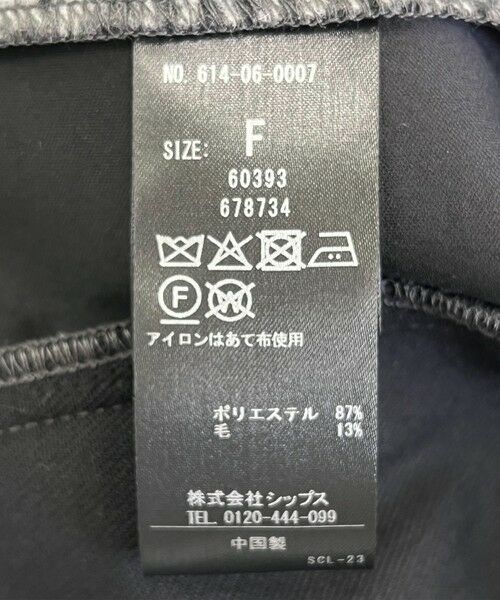 NO. 614-06-0007
SIZE: F
60393
678734
F W
アイロンはあて布使用
ポリエステル 87%
毛 13%
株式会社シップス
TEL. 0120-444-099
中国製
SCL-23